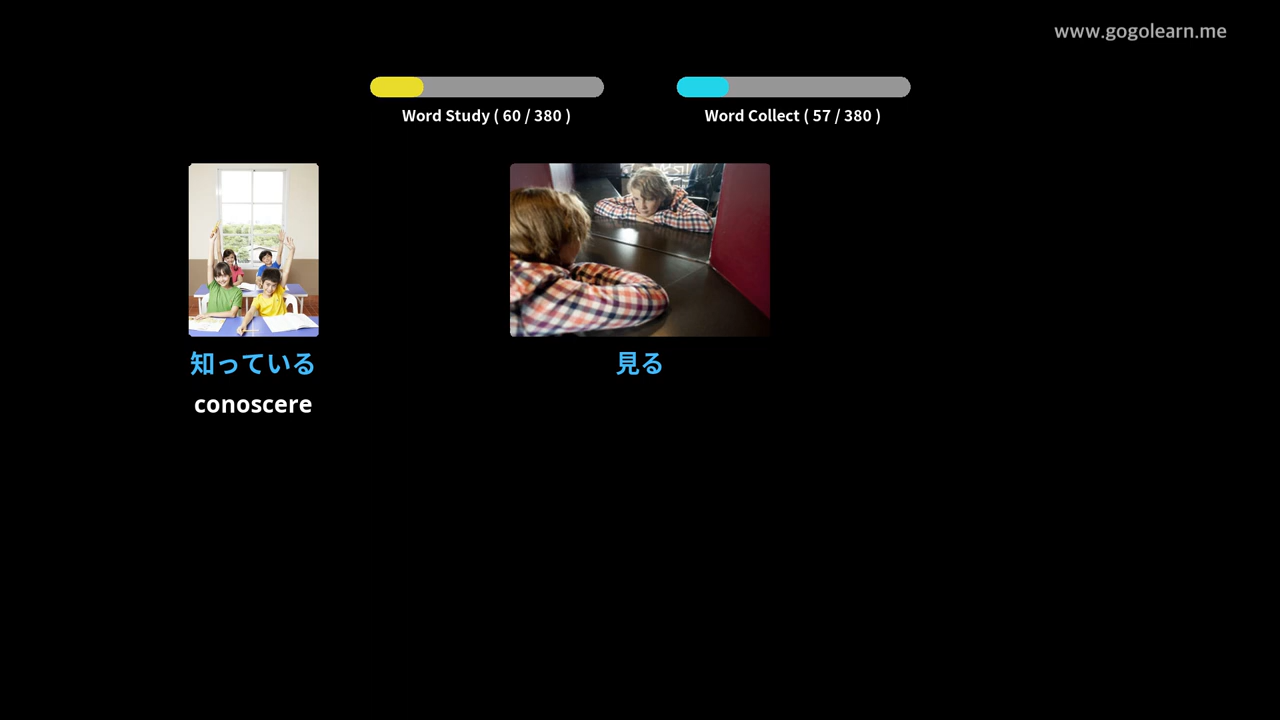 www.gogolearn.me
Word Study ( 60 / 380 )
Word Collect ( 57 / 380 )
知っている
見る
conoscere